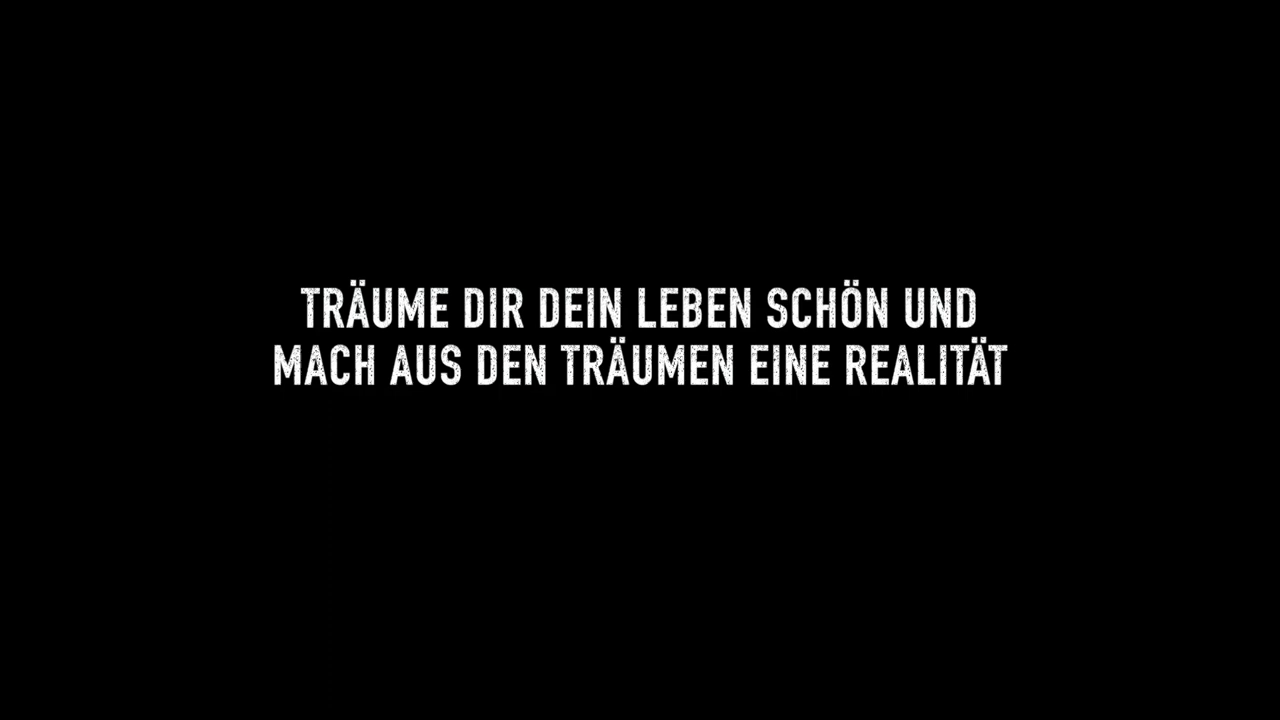 TRÄUME DIR DEIN LEBEN SCHÖN UND
MACH AUS DEN TRÄUMEN EINE REALITÄT